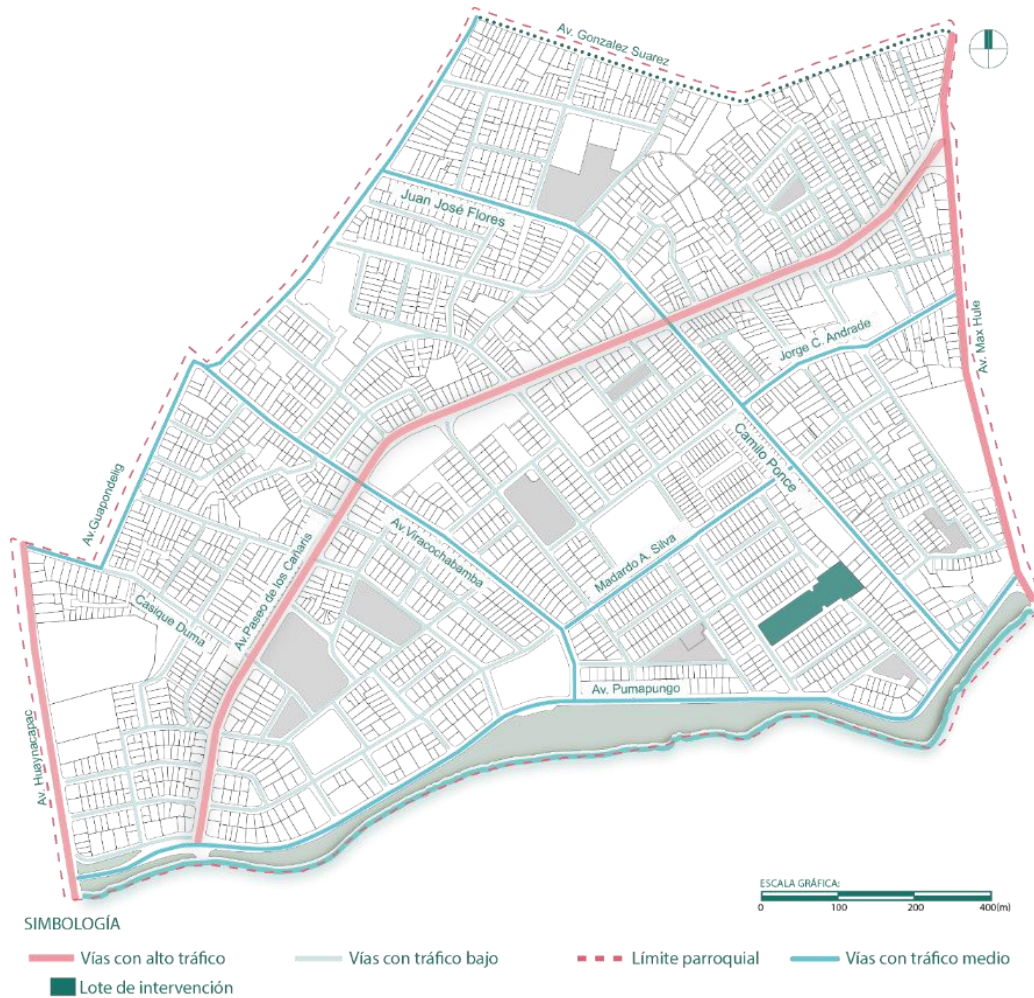 Av. Gonzalez Suarez
Juan José Flores
Jorge C. Andrade
Av. Max Hule
Camilo Ponce
Av.Guapondelig
Av.Viracochabamba
Madardo A. Silva
Av.Paseo de los Cañaris
Casique Duma
Av. Pumapungo
Av. Huaynacapac
ESCALA GRÁFICA:
0 100 200 400(m)
SIMBOLOGÍA
Vías con alto tráfico Vías con tráfico bajo Límite parroquial Vías con tráfico medio
Lote de intervención